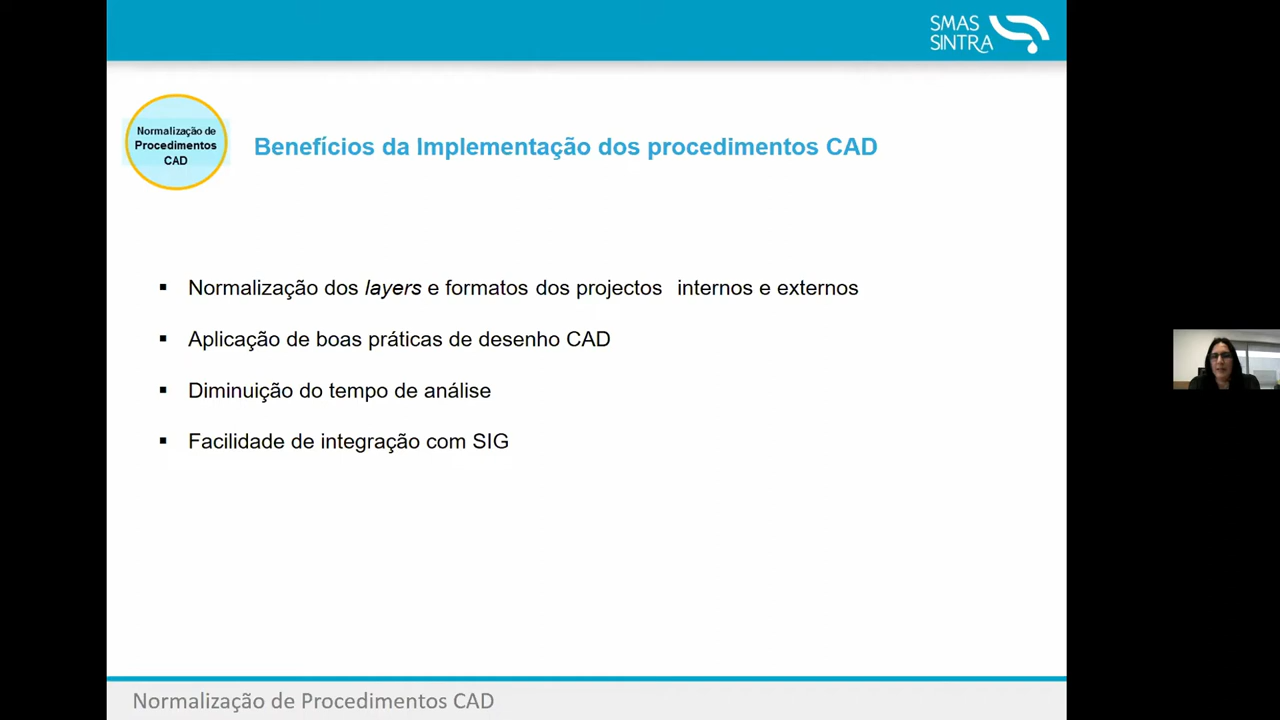 SMAS
SINTRA
Normalização de
Procedimentos
CAD
Benefícios da Implementação dos procedimentos CAD
▪ Normalização dos layers e formatos dos projectos internos e externos
▪ Aplicação de boas práticas de desenho CAD
▪ Diminuição do tempo de análise
▪ Facilidade de integração com SIG
Normalização de Procedimentos CAD